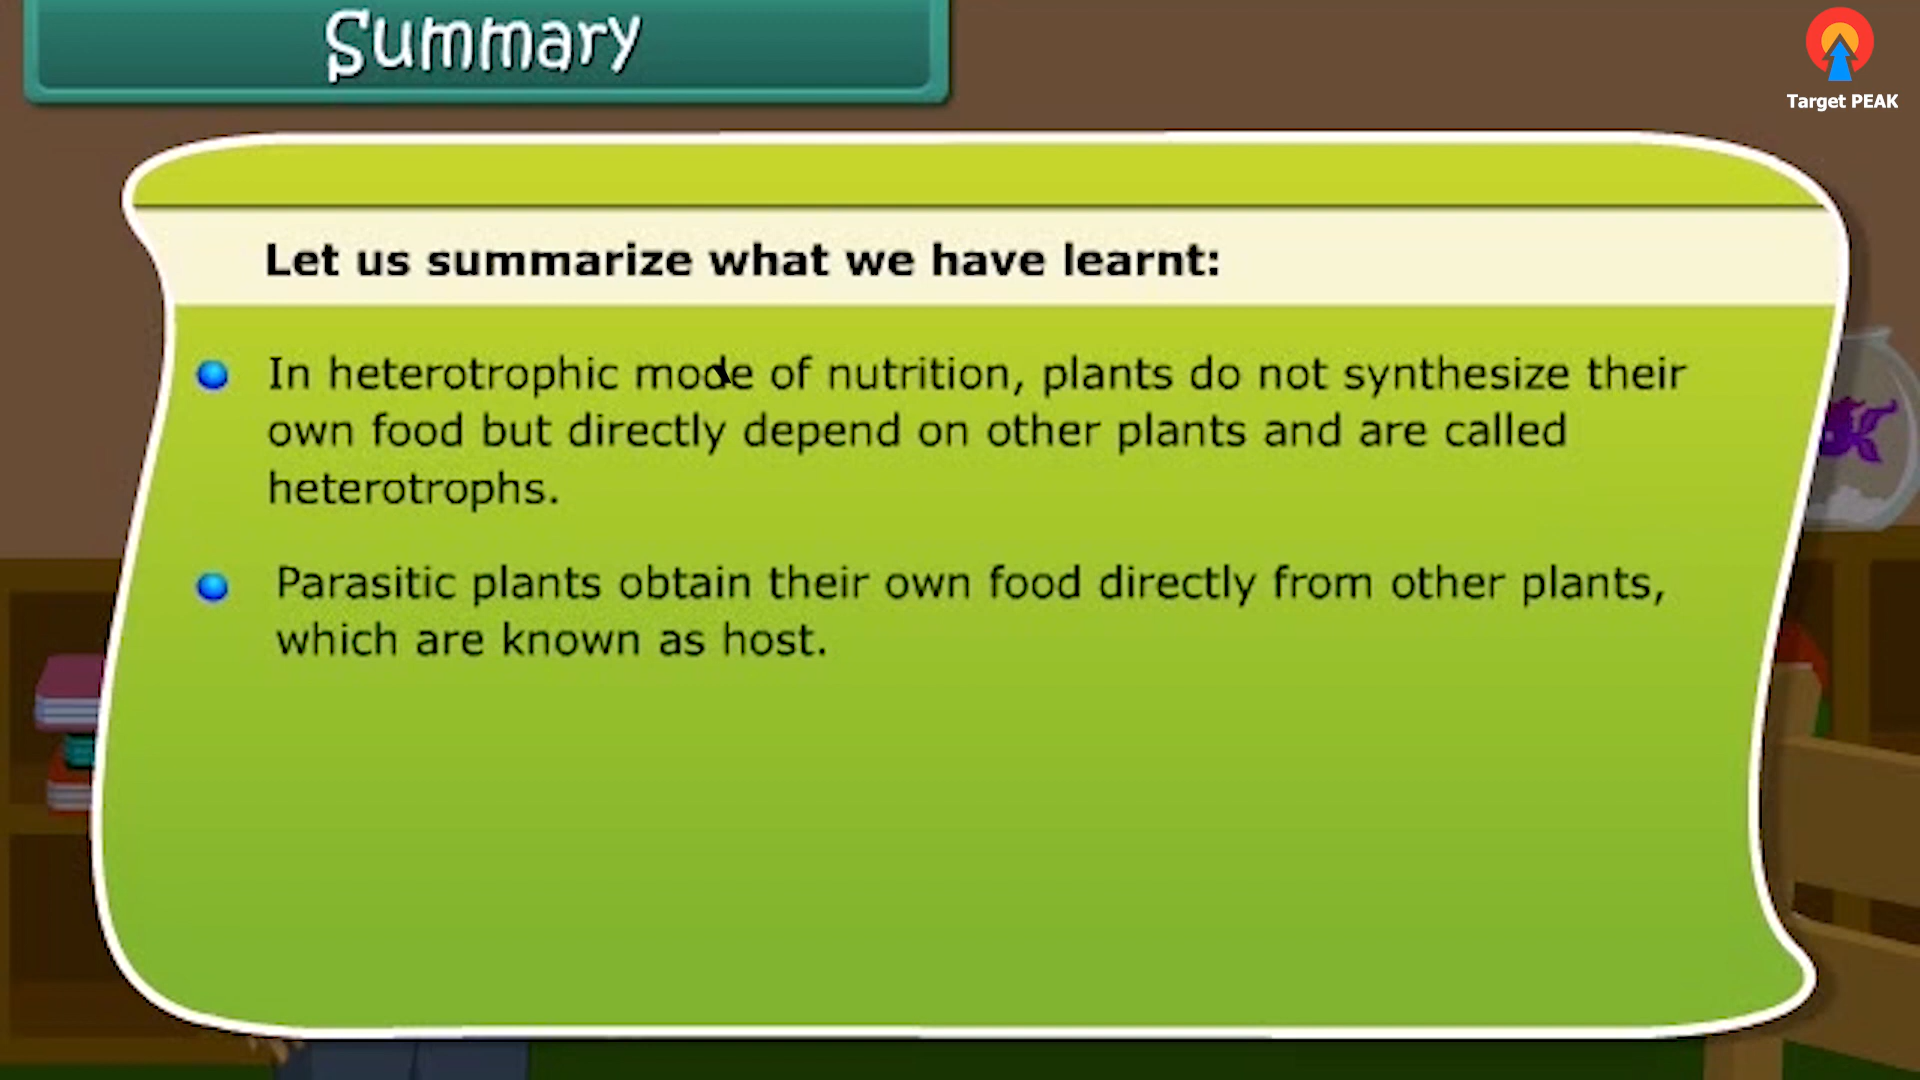 Summary
Target PEAK
Let us summarize what we have learnt:
In heterotrophic mode of nutrition, plants do not synthesize their
own food but directly depend on other plants and are called
heterotrophs.
Parasitic plants obtain their own food directly from other plants,
which are known as host.